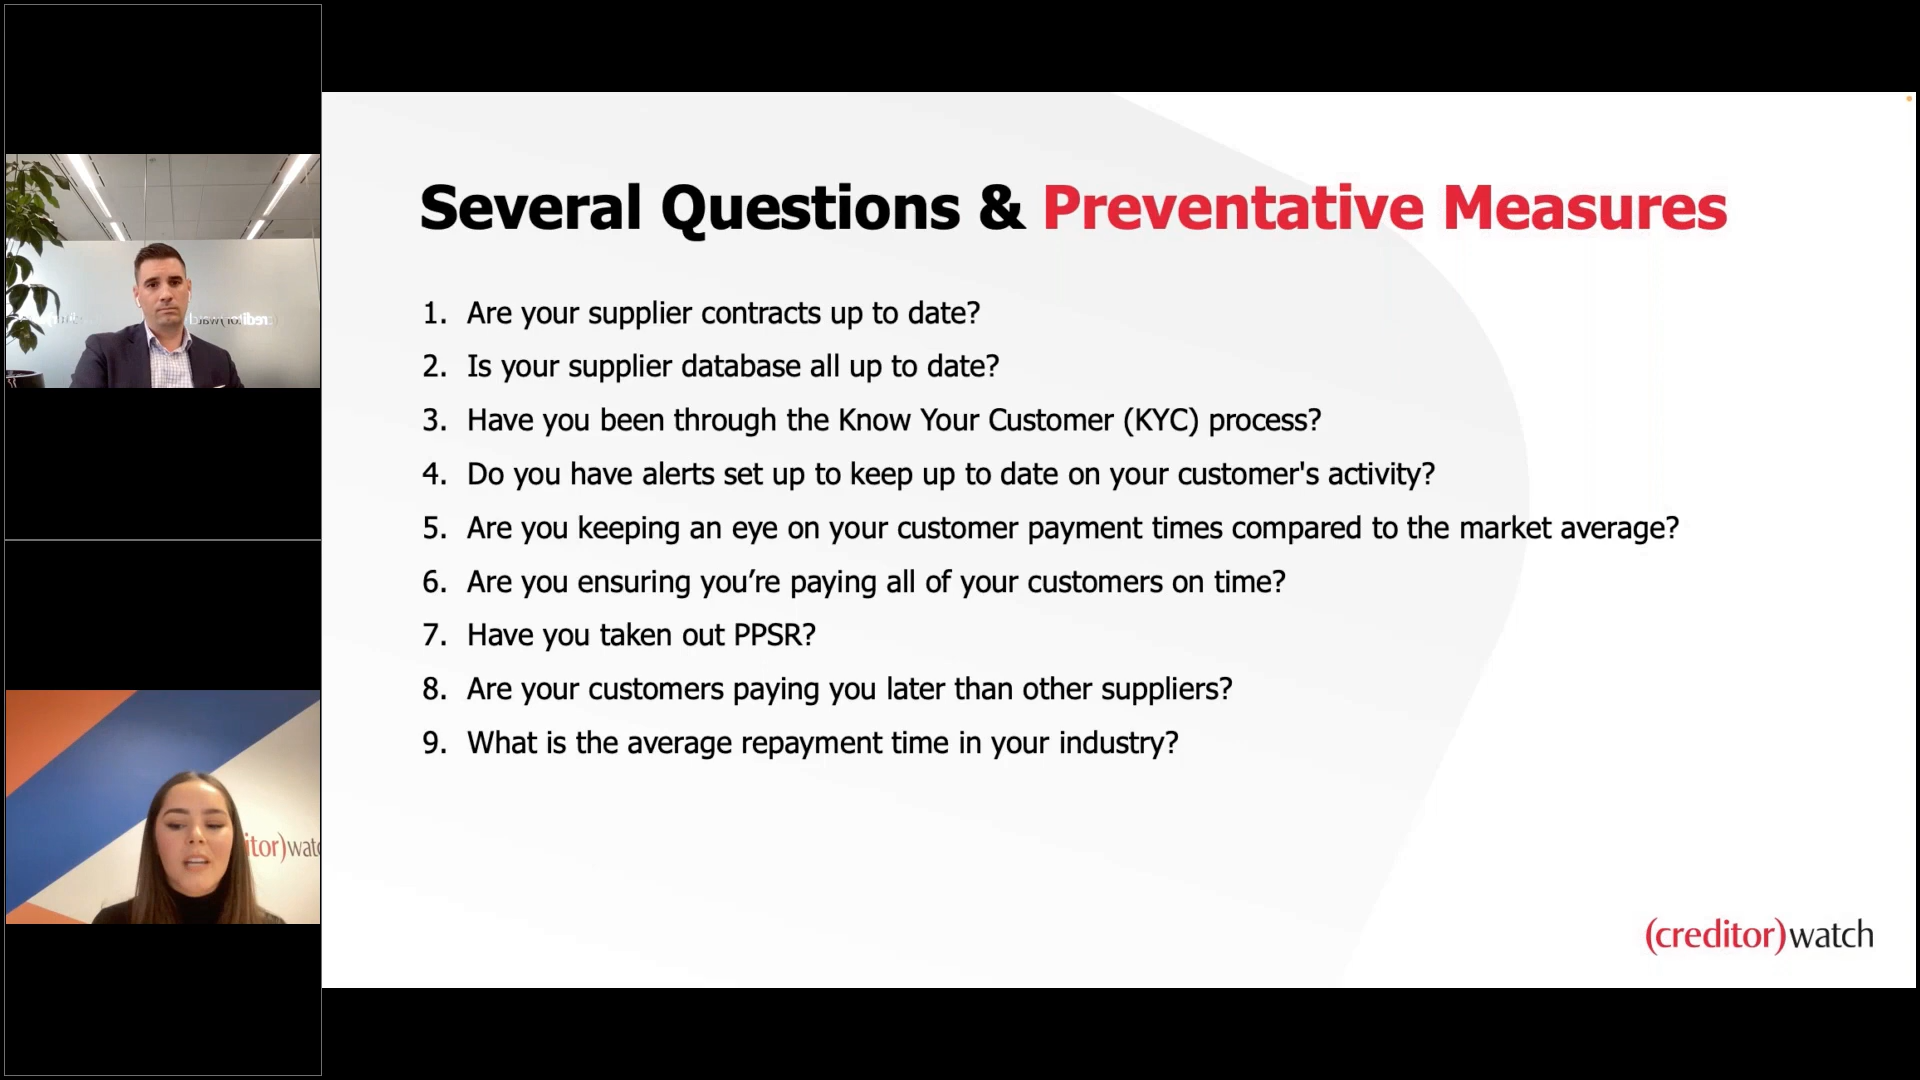 Several Questions & Preventative Measures
1. Are your supplier contracts up to date?
2. Is your supplier database all up to date?
3. Have you been through the Know Your Customer (KYC) process?
4. Do you have alerts set up to keep up to date on your customer's activity?
5. Are you keeping an eye on your customer payment times compared to the market average?
6. Are you ensuring you’re paying all of your customers on time?
7. Have you taken out PPSR?
8. Are your customers paying you later than other suppliers?
9. What is the average repayment time in your industry?
(creditor)watch
itor)watc